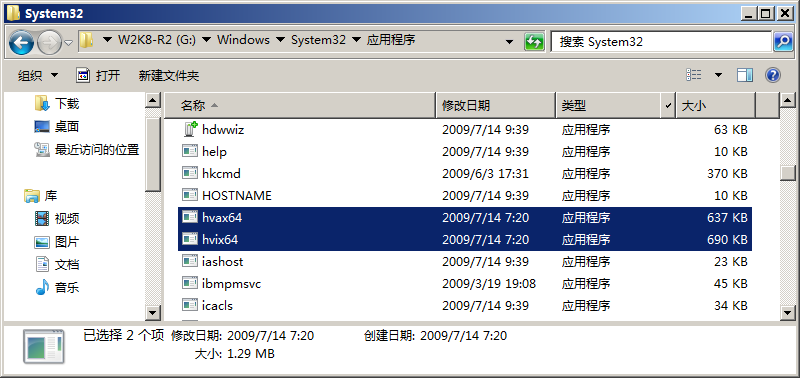 System32
W2K8-R2 (G:) Windows System32 应用程序 搜索 System32
组织 打开 新建文件夹
名称 修改日期 类型 大小
下载
桌面
最近访问的位置
库
视频
图片
文档
音乐
hdwwiz 2009/7/14 9:39 应用程序 63 KB
help 2009/7/14 9:39 应用程序 10 KB
hkcmd 2009/6/3 17:31 应用程序 370 KB
HOSTNAME 2009/7/14 9:39 应用程序 10 KB
hvax64 2009/7/14 7:20 应用程序 637 KB
hvix64 2009/7/14 7:20 应用程序 690 KB
iashost 2009/7/14 9:39 应用程序 23 KB
ibmpmsvc 2009/3/19 19:08 应用程序 45 KB
icacls 2009/7/14 9:39 应用程序 34 KB
已选择 2 个项 修改日期: 2009/7/14 7:20 创建日期: 2009/7/14 7:20
大小: 1.29 MB